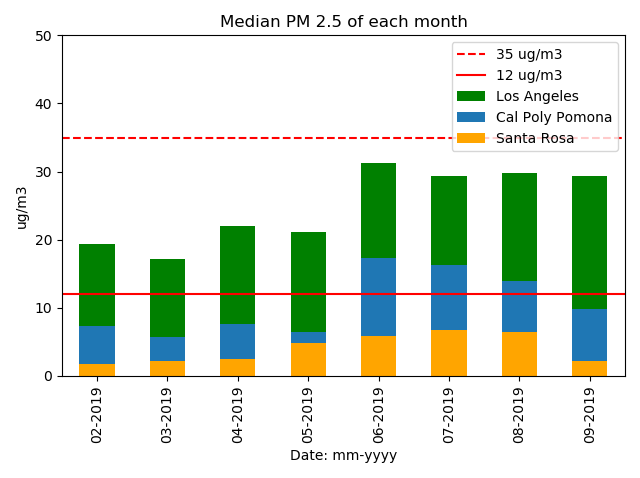 Median PM 2.5 of each month
50
40
30
20
10
0
ug/m3
35 ug/m3
12 ug/m3
Los Angeles
Cal Poly Pomona
Santa Rosa
02-2019
03-2019
04-2019
05-2019
06-2019
07-2019
08-2019
09-2019
Date: mm-yyyy